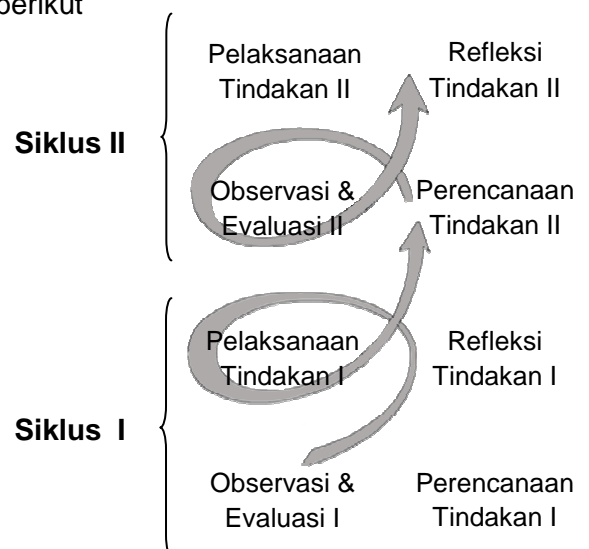 berikut
Pelaksanaan
Tindakan II
Refleksi
Tindakan II
Siklus II
Observasi &
Evaluasi II
Perencanaan
Tindakan II
Pelaksanaan
Tindakan I
Refleksi
Tindakan I
Siklus I
Observasi &
Evaluasi I
Perencanaan
Tindakan I